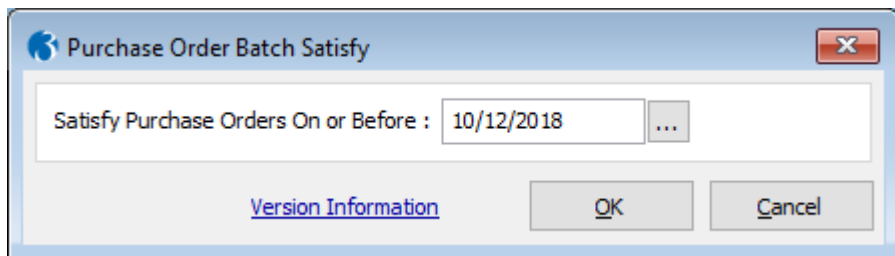 Purchase Order Batch Satisfy
Satisfy Purchase Orders On or Before : 10/12/2018 ...
Version Information OK Cancel